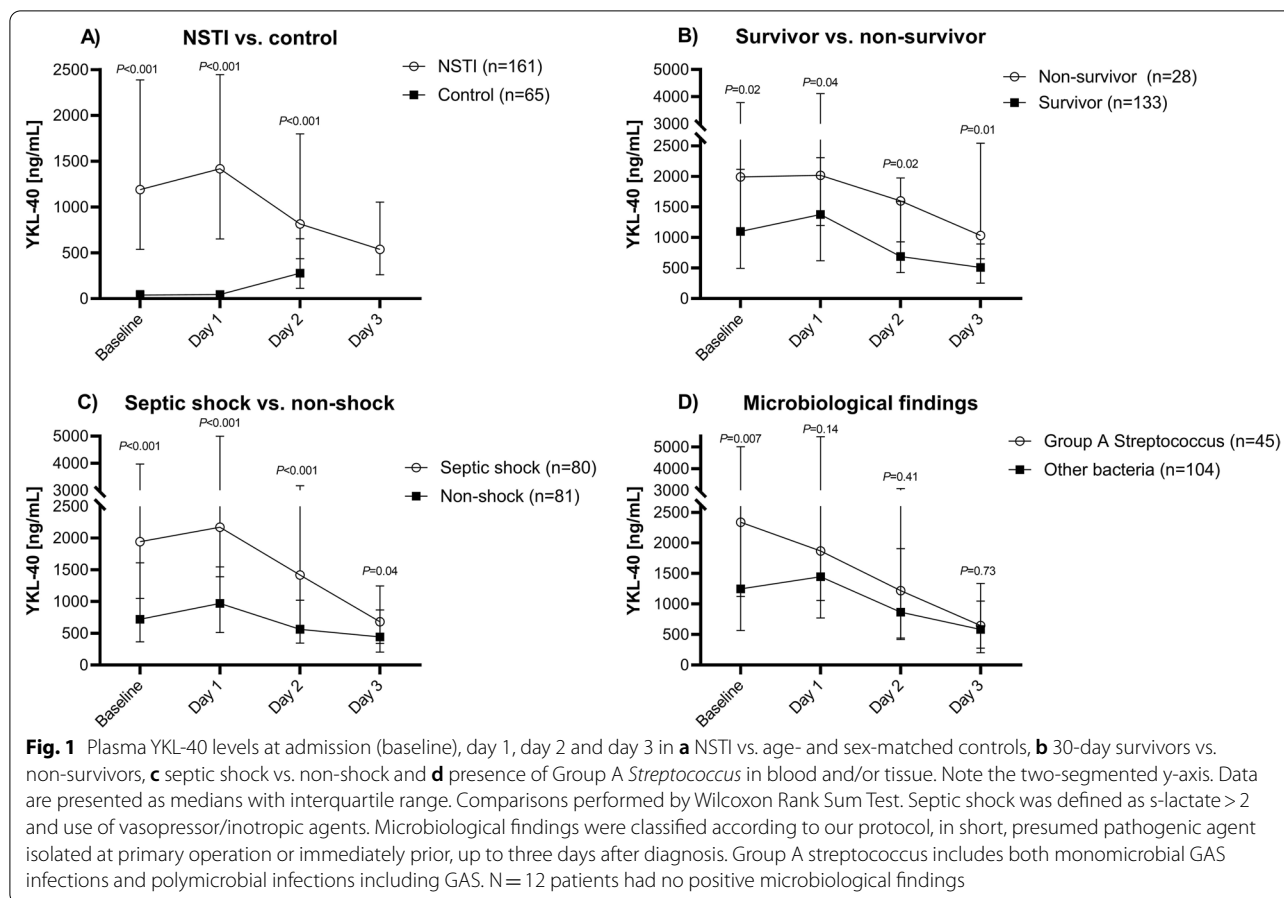 A) NSTI vs. control
2500
2000
1500
1000
500
0
YKL-40 [ng/mL]
P<0.001
P<0.001
P<0.001
NSTI (n=161)
Control (n=65)
Baseline
Day 1
Day 2
Day 3
B) Survivor vs. non-survivor
5000
4000
3000
2500
2000
1500
1000
500
0
YKL-40 [ng/mL]
P=0.02
P=0.04
P=0.02
P=0.01
Non-survivor (n=28)
Survivor (n=133)
Baseline
Day 1
Day 2
Day 3
C) Septic shock vs. non-shock
5000
4000
3000
2500
2000
1500
1000
500
0
YKL-40 [ng/mL]
P<0.001
P<0.001
P<0.001
P=0.04
Septic shock (n=80)
Non-shock (n=81)
Baseline
Day 1
Day 2
Day 3
D) Microbiological findings
5000
4000
3000
2500
2000
1500
1000
500
0
YKL-40 [ng/mL]
P=0.007
P=0.14
P=0.41
P=0.73
Group A Streptococcus (n=45)
Other bacteria (n=104)
Baseline
Day 1
Day 2
Day 3
Fig. 1 Plasma YKL-40 levels at admission (baseline), day 1, day 2 and day 3 in a NSTI vs. age- and sex-matched controls, b 30-day survivors vs.
non-survivors, c septic shock vs. non-shock and d presence of Group A Streptococcus in blood and/or tissue. Note the two-segmented y-axis. Data
are presented as medians with interquartile range. Comparisons performed by Wilcoxon Rank Sum Test. Septic shock was defined as s-lactate > 2
and use of vasopressor/inotropic agents. Microbiological findings were classified according to our protocol, in short, presumed pathogenic agent
isolated at primary operation or immediately prior, up to three days after diagnosis. Group A streptococcus includes both monomicrobial GAS
infections and polymicrobial infections including GAS. N = 12 patients had no positive microbiological findings